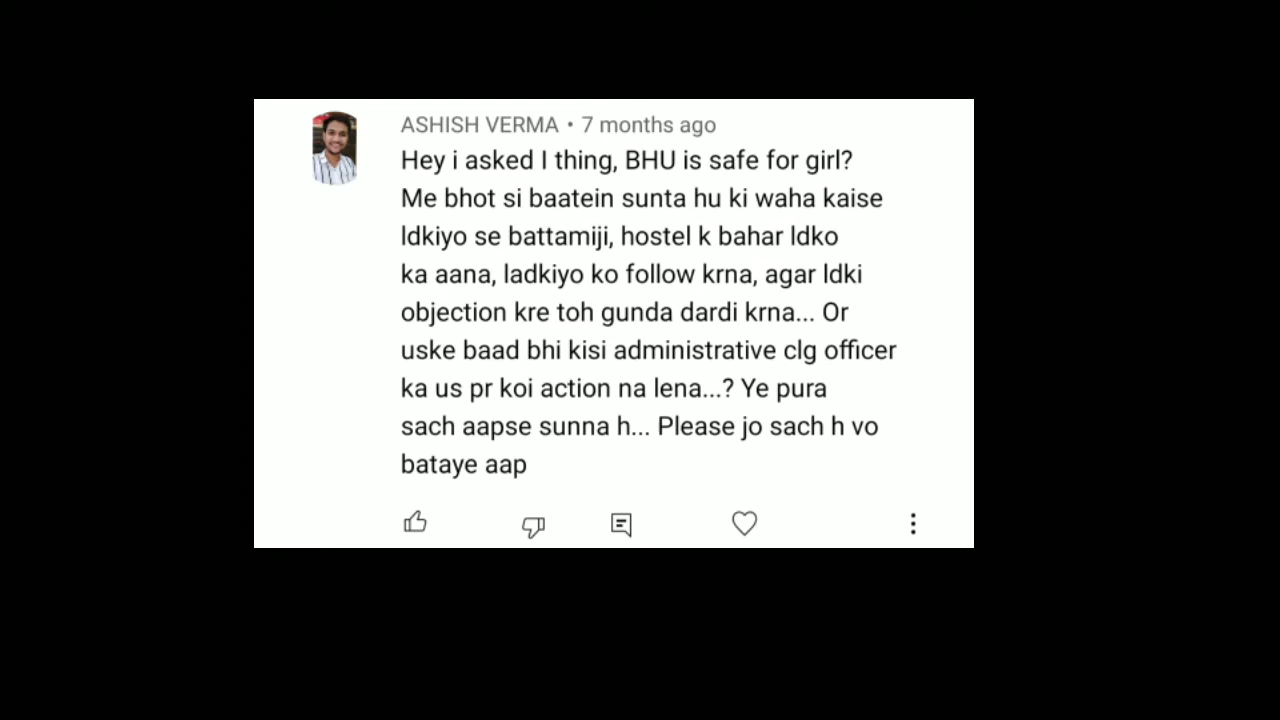 ASHISH VERMA • 7 months ago
Hey i asked I thing, BHU is safe for girl?
Me bhot si baatein sunta hu ki waha kaise
ldkiyo se battamiji, hostel k bahar ldko
ka aana, ladkiyo ko follow krna, agar ldki
objection kre toh gunda dardi krna... Or
uske baad bhi kisi administrative clg officer
ka us pr koi action na lena...? Ye pura
sach aapse sunna h... Please jo sach h vo
bataye aap